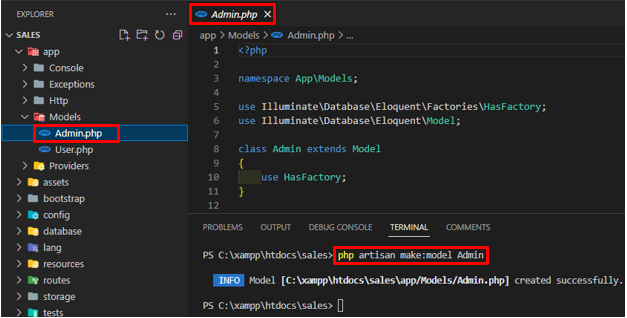 EXPLORER
SALES
app
Console
Exceptions
Http
Models
Admin.php
User.php
Providers
assets
bootstrap
config
database
lang
resources
routes
storage
tests
Admin.php
app > Models > Admin.php > ...
1 <?php
2
3 namespace App\Models;
4
5 use Illuminate\Database\Eloquent\Factories\HasFactory;
6 use Illuminate\Database\Eloquent\Model;
7
8 class Admin extends Model
9 {
10 use HasFactory;
11 }
PROBLEMS OUTPUT DEBUG CONSOLE TERMINAL COMMENTS
PS C:\xampp\htdocs\sales> php artisan make:model Admin
INFO Model [C:\xampp\htdocs\sales\app/Models/Admin.php] created successfully.
PS C:\xampp\htdocs\sales>